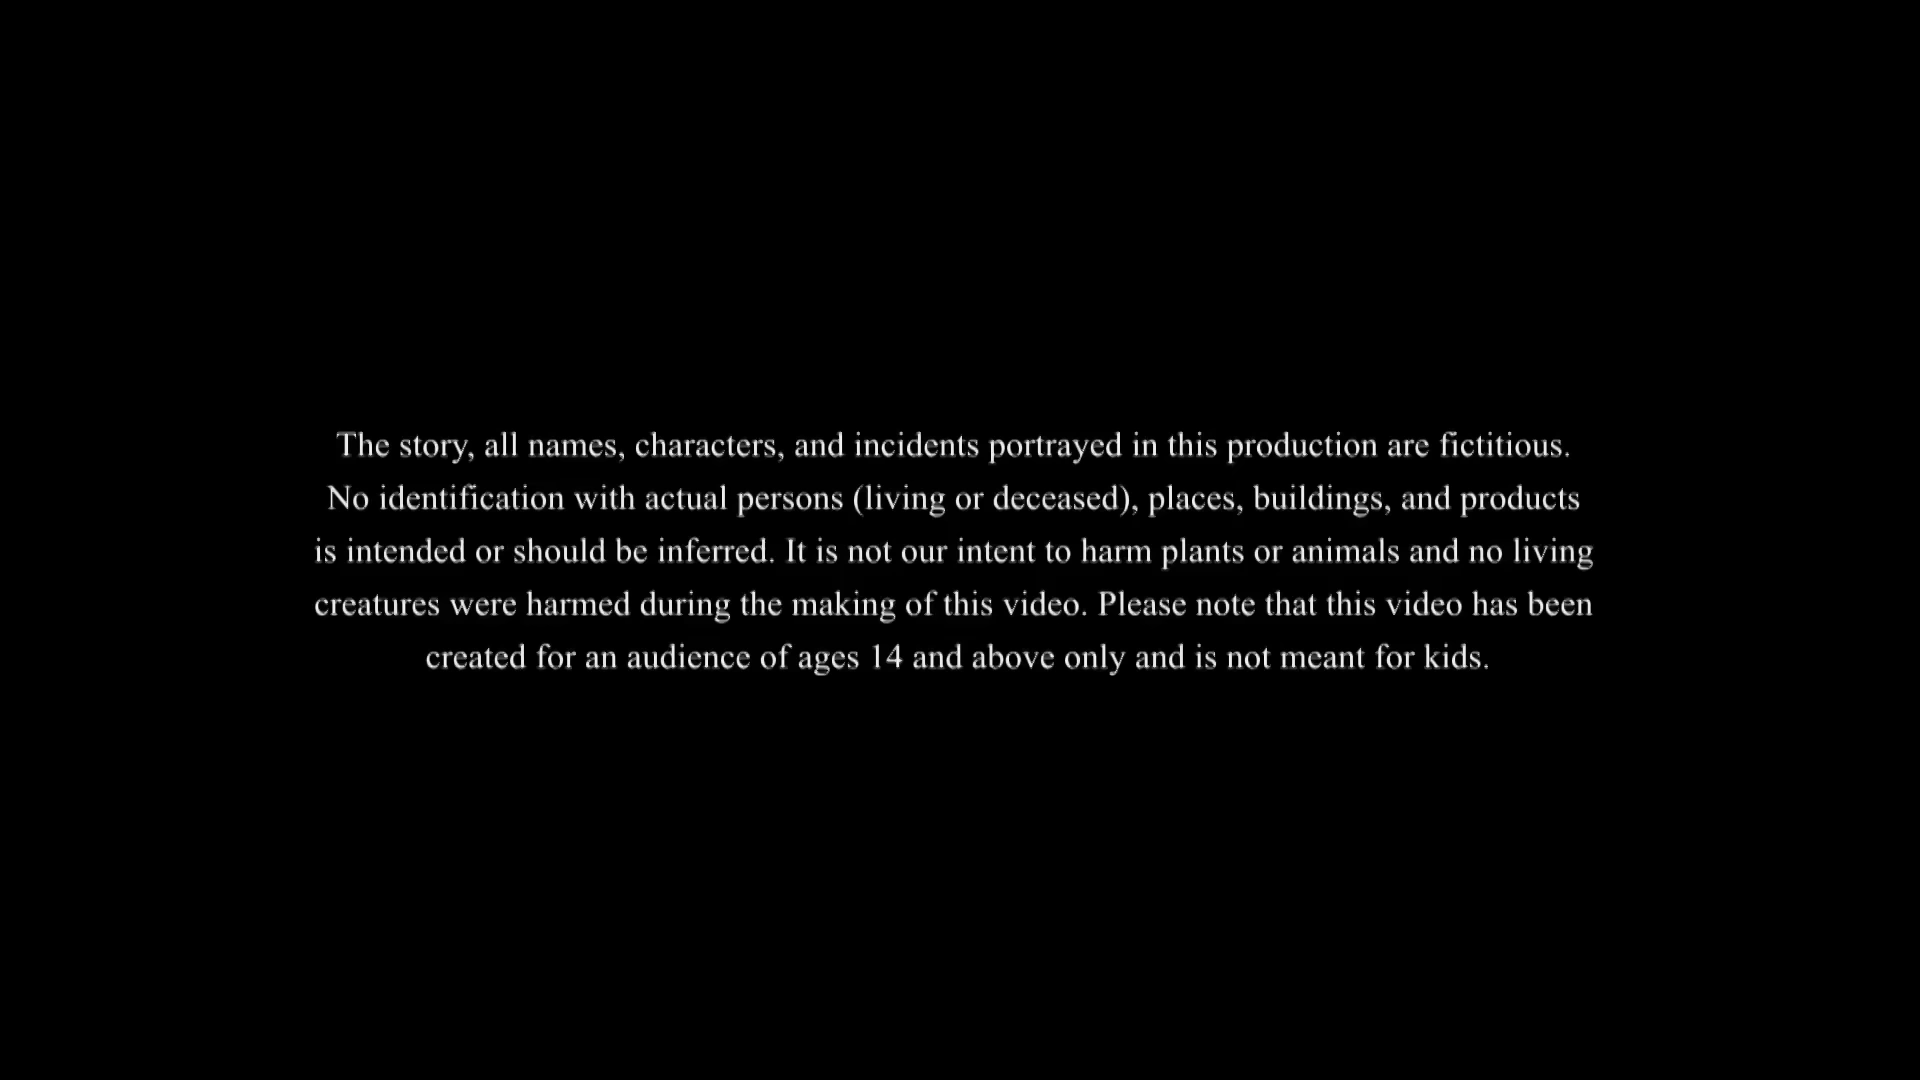 The story, all names, characters, and incidents portrayed in this production are fictitious.
No identification with actual persons (living or deceased), places, buildings, and products
is intended or should be inferred. It is not our intent to harm plants or animals and no living
creatures were harmed during the making of this video. Please note that this video has been
created for an audience of ages 14 and above only and is not meant for kids.